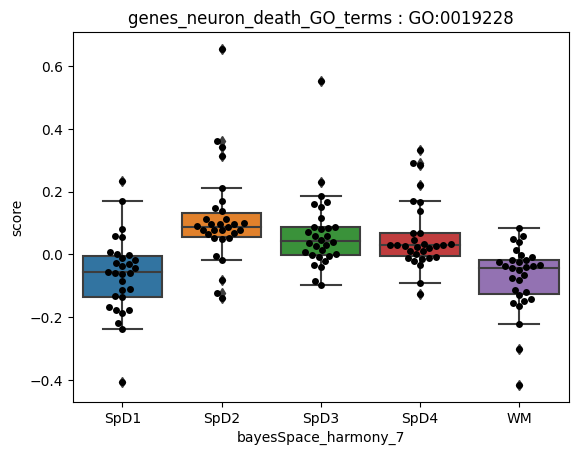 genes_neuron_death_GO_terms : GO:0019228
0.6
0.4
0.2
0.0
−0.2
−0.4
score
SpD1 SpD2 SpD3 SpD4 WM
bayesSpace_harmony_7